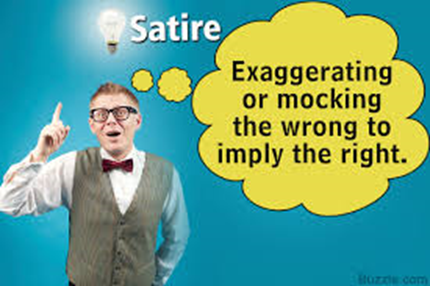 Satire
Exaggerating
or mocking
the wrong to
imply the right.
Buzzle.com